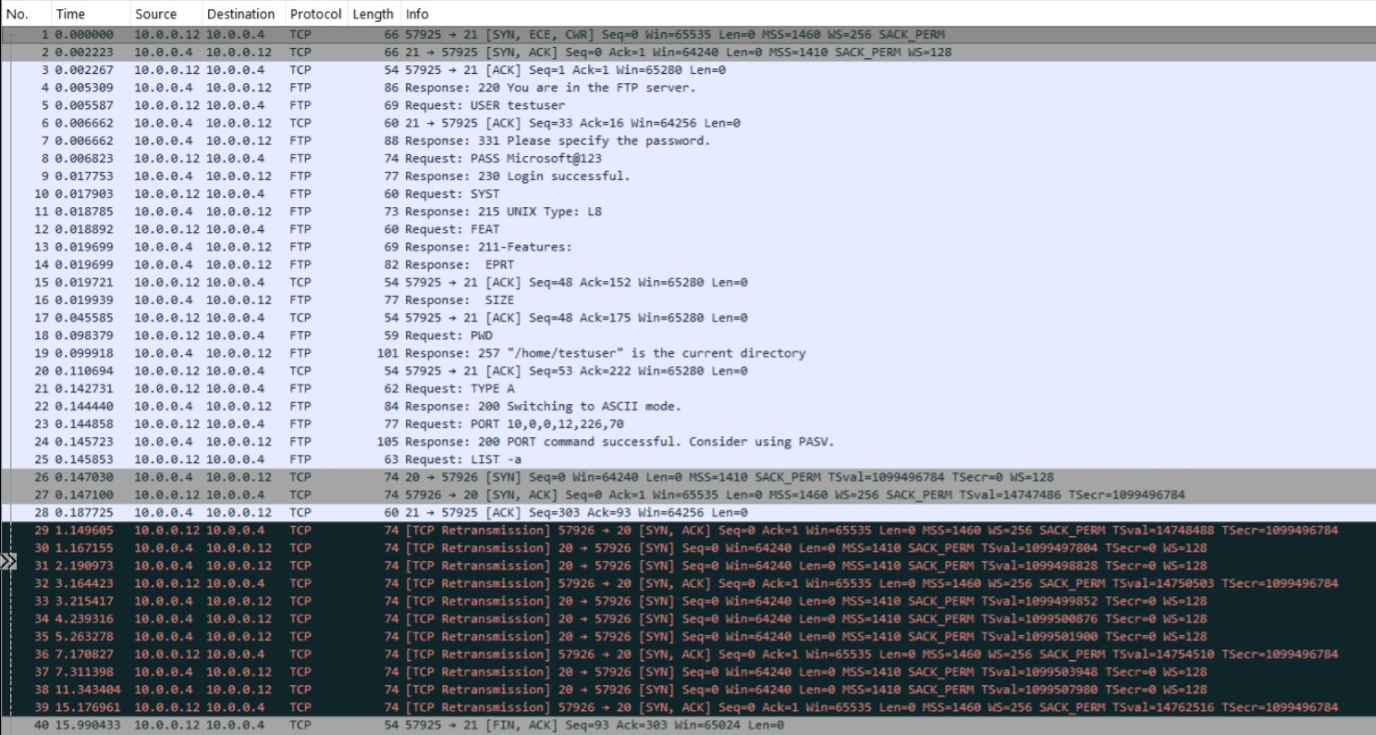 No. Time Source Destination Protocol Length Info
1 0.000000 10.0.0.12 10.0.0.4 TCP 66 57925 → 21 [SYN, ECE, CWR] Seq=0 Win=65535 Len=0 MSS=1460 WS=256 SACK_PERM
2 0.002223 10.0.0.4 10.0.0.12 TCP 66 21 → 57925 [SYN, ACK] Seq=0 Ack=1 Win=64240 Len=0 MSS=1410 SACK_PERM WS=128
3 0.002267 10.0.0.12 10.0.0.4 TCP 54 57925 → 21 [ACK] Seq=1 Ack=1 Win=65280 Len=0
4 0.005309 10.0.0.4 10.0.0.12 FTP 86 Response: 220 You are in the FTP server.
5 0.005587 10.0.0.12 10.0.0.4 FTP 69 Request: USER testuser
6 0.006662 10.0.0.4 10.0.0.12 TCP 60 21 → 57925 [ACK] Seq=33 Ack=16 Win=64256 Len=0
7 0.006662 10.0.0.4 10.0.0.12 FTP 88 Response: 331 Please specify the password.
8 0.006823 10.0.0.12 10.0.0.4 FTP 74 Request: PASS Microsoft@123
9 0.017753 10.0.0.4 10.0.0.12 FTP 77 Response: 230 Login successful.
10 0.017903 10.0.0.12 10.0.0.4 FTP 60 Request: SYST
11 0.018785 10.0.0.4 10.0.0.12 FTP 73 Response: 215 UNIX Type: L8
12 0.018892 10.0.0.12 10.0.0.4 FTP 60 Request: FEAT
13 0.019699 10.0.0.4 10.0.0.12 FTP 69 Response: 211-Features:
14 0.019699 10.0.0.4 10.0.0.12 FTP 82 Response:  EPRT
15 0.019721 10.0.0.12 10.0.0.4 TCP 54 57925 → 21 [ACK] Seq=48 Ack=152 Win=65280 Len=0
16 0.019939 10.0.0.4 10.0.0.12 FTP 77 Response:  SIZE
17 0.045585 10.0.0.12 10.0.0.4 TCP 54 57925 → 21 [ACK] Seq=48 Ack=175 Win=65280 Len=0
18 0.098379 10.0.0.12 10.0.0.4 FTP 59 Request: PWD
19 0.099918 10.0.0.4 10.0.0.12 FTP 101 Response: 257 "/home/testuser" is the current directory
20 0.110694 10.0.0.12 10.0.0.4 TCP 54 57925 → 21 [ACK] Seq=53 Ack=222 Win=65280 Len=0
21 0.142731 10.0.0.12 10.0.0.4 FTP 62 Request: TYPE A
22 0.144440 10.0.0.4 10.0.0.12 FTP 84 Response: 200 Switching to ASCII mode.
23 0.144858 10.0.0.12 10.0.0.4 FTP 77 Request: PORT 10,0,0,12,226,70
24 0.145723 10.0.0.4 10.0.0.12 FTP 105 Response: 200 PORT command successful. Consider using PASV.
25 0.145853 10.0.0.12 10.0.0.4 FTP 63 Request: LIST -a
26 0.147030 10.0.0.4 10.0.0.12 TCP 74 20 → 57926 [SYN] Seq=0 Win=64240 Len=0 MSS=1410 SACK_PERM TSval=1099496784 TSecr=0 WS=128
27 0.147100 10.0.0.12 10.0.0.4 TCP 74 57926 → 20 [SYN, ACK] Seq=0 Ack=1 Win=65535 Len=0 MSS=1460 WS=256 SACK_PERM TSval=14747486 TSecr=1099496784
28 0.187725 10.0.0.4 10.0.0.12 TCP 60 21 → 57925 [ACK] Seq=303 Ack=93 Win=64256 Len=0
29 1.149605 10.0.0.12 10.0.0.4 TCP 74 [TCP Retransmission] 57926 → 20 [SYN, ACK] Seq=0 Ack=1 Win=65535 Len=0 MSS=1460 WS=256 SACK_PERM TSval=14748488 TSecr=1099496784
30 1.167155 10.0.0.4 10.0.0.12 TCP 74 [TCP Retransmission] 20 → 57926 [SYN] Seq=0 Win=64240 Len=0 MSS=1410 SACK_PERM TSval=1099497804 TSecr=0 WS=128
31 2.190973 10.0.0.4 10.0.0.12 TCP 74 [TCP Retransmission] 20 → 57926 [SYN] Seq=0 Win=64240 Len=0 MSS=1410 SACK_PERM TSval=1099498828 TSecr=0 WS=128
32 3.164423 10.0.0.12 10.0.0.4 TCP 74 [TCP Retransmission] 57926 → 20 [SYN, ACK] Seq=0 Ack=1 Win=65535 Len=0 MSS=1460 WS=256 SACK_PERM TSval=14750503 TSecr=1099496784
33 3.215417 10.0.0.4 10.0.0.12 TCP 74 [TCP Retransmission] 20 → 57926 [SYN] Seq=0 Win=64240 Len=0 MSS=1410 SACK_PERM TSval=1099499852 TSecr=0 WS=128
34 4.239316 10.0.0.4 10.0.0.12 TCP 74 [TCP Retransmission] 20 → 57926 [SYN] Seq=0 Win=64240 Len=0 MSS=1410 SACK_PERM TSval=1099500876 TSecr=0 WS=128
35 5.263278 10.0.0.4 10.0.0.12 TCP 74 [TCP Retransmission] 20 → 57926 [SYN] Seq=0 Win=64240 Len=0 MSS=1410 SACK_PERM TSval=1099501900 TSecr=0 WS=128
36 7.170827 10.0.0.12 10.0.0.4 TCP 74 [TCP Retransmission] 57926 → 20 [SYN, ACK] Seq=0 Ack=1 Win=65535 Len=0 MSS=1460 WS=256 SACK_PERM TSval=14754510 TSecr=1099496784
37 7.311398 10.0.0.4 10.0.0.12 TCP 74 [TCP Retransmission] 20 → 57926 [SYN] Seq=0 Win=64240 Len=0 MSS=1410 SACK_PERM TSval=1099503948 TSecr=0 WS=128
38 11.343404 10.0.0.4 10.0.0.12 TCP 74 [TCP Retransmission] 20 → 57926 [SYN] Seq=0 Win=64240 Len=0 MSS=1410 SACK_PERM TSval=1099507980 TSecr=0 WS=128
39 15.176961 10.0.0.12 10.0.0.4 TCP 74 [TCP Retransmission] 57926 → 20 [SYN, ACK] Seq=0 Ack=1 Win=65535 Len=0 MSS=1460 WS=256 SACK_PERM TSval=14762516 TSecr=1099496784
40 15.990433 10.0.0.12 10.0.0.4 TCP 54 57925 → 21 [FIN, ACK] Seq=93 Ack=303 Win=65024 Len=0